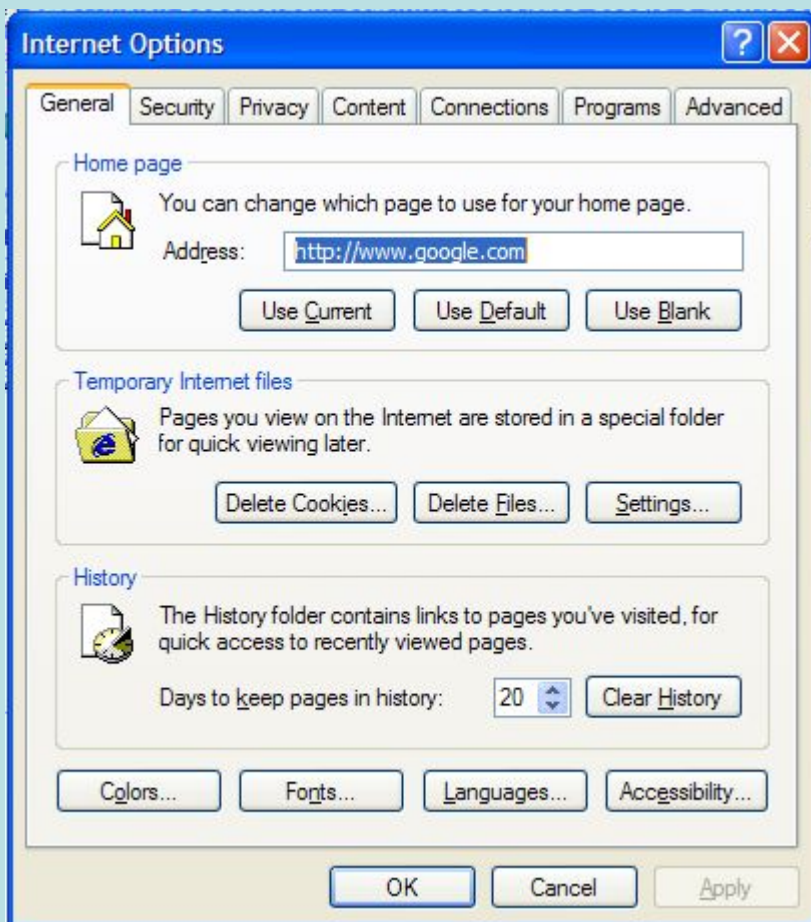 Internet Options
General Security Privacy Content Connections Programs Advanced
Home page
You can change which page to use for your home page.
Address: http://www.google.com
Use Current Use Default Use Blank
Temporary Internet files
Pages you view on the Internet are stored in a special folder
for quick viewing later.
Delete Cookies... Delete Files... Settings...
History
The History folder contains links to pages you've visited, for
quick access to recently viewed pages.
Days to keep pages in history: 20 Clear History
Colors... Fonts... Languages... Accessibility...
OK Cancel Apply